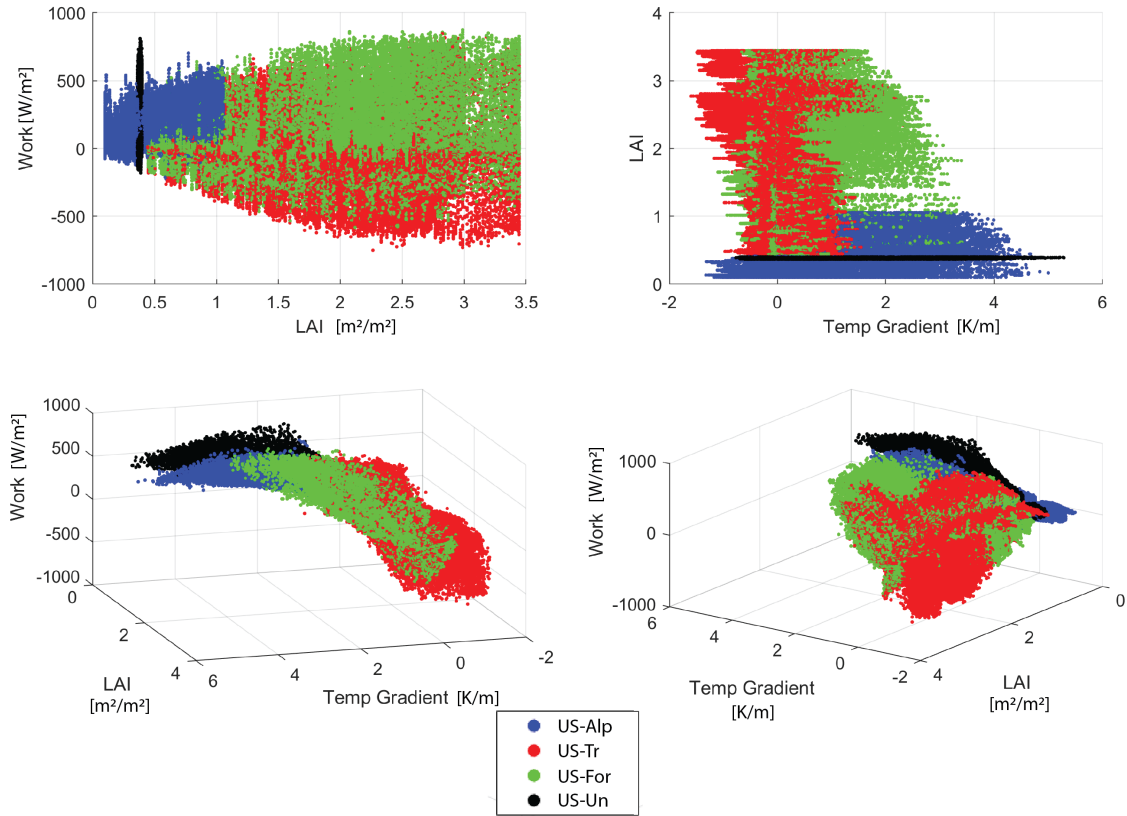 1000
500
0
-500
-1000
Work [W/m²]
0
0.5
1
1.5
2
2.5
3
3.5
LAI [m²/m²]
4
3
2
1
0
LAI
-2
0
2
4
6
Temp Gradient [K/m]
1000
500
0
-500
-1000
Work [W/m²]
0
2
4
LAI
[m²/m²]
6
4
2
0
-2
Temp Gradient [K/m]
1000
0
-1000
Work [W/m²]
6
4
2
0
-2
Temp Gradient
[K/m]
4
2
0
LAI
[m²/m²]
US-Alp
US-Tr
US-For
US-Un